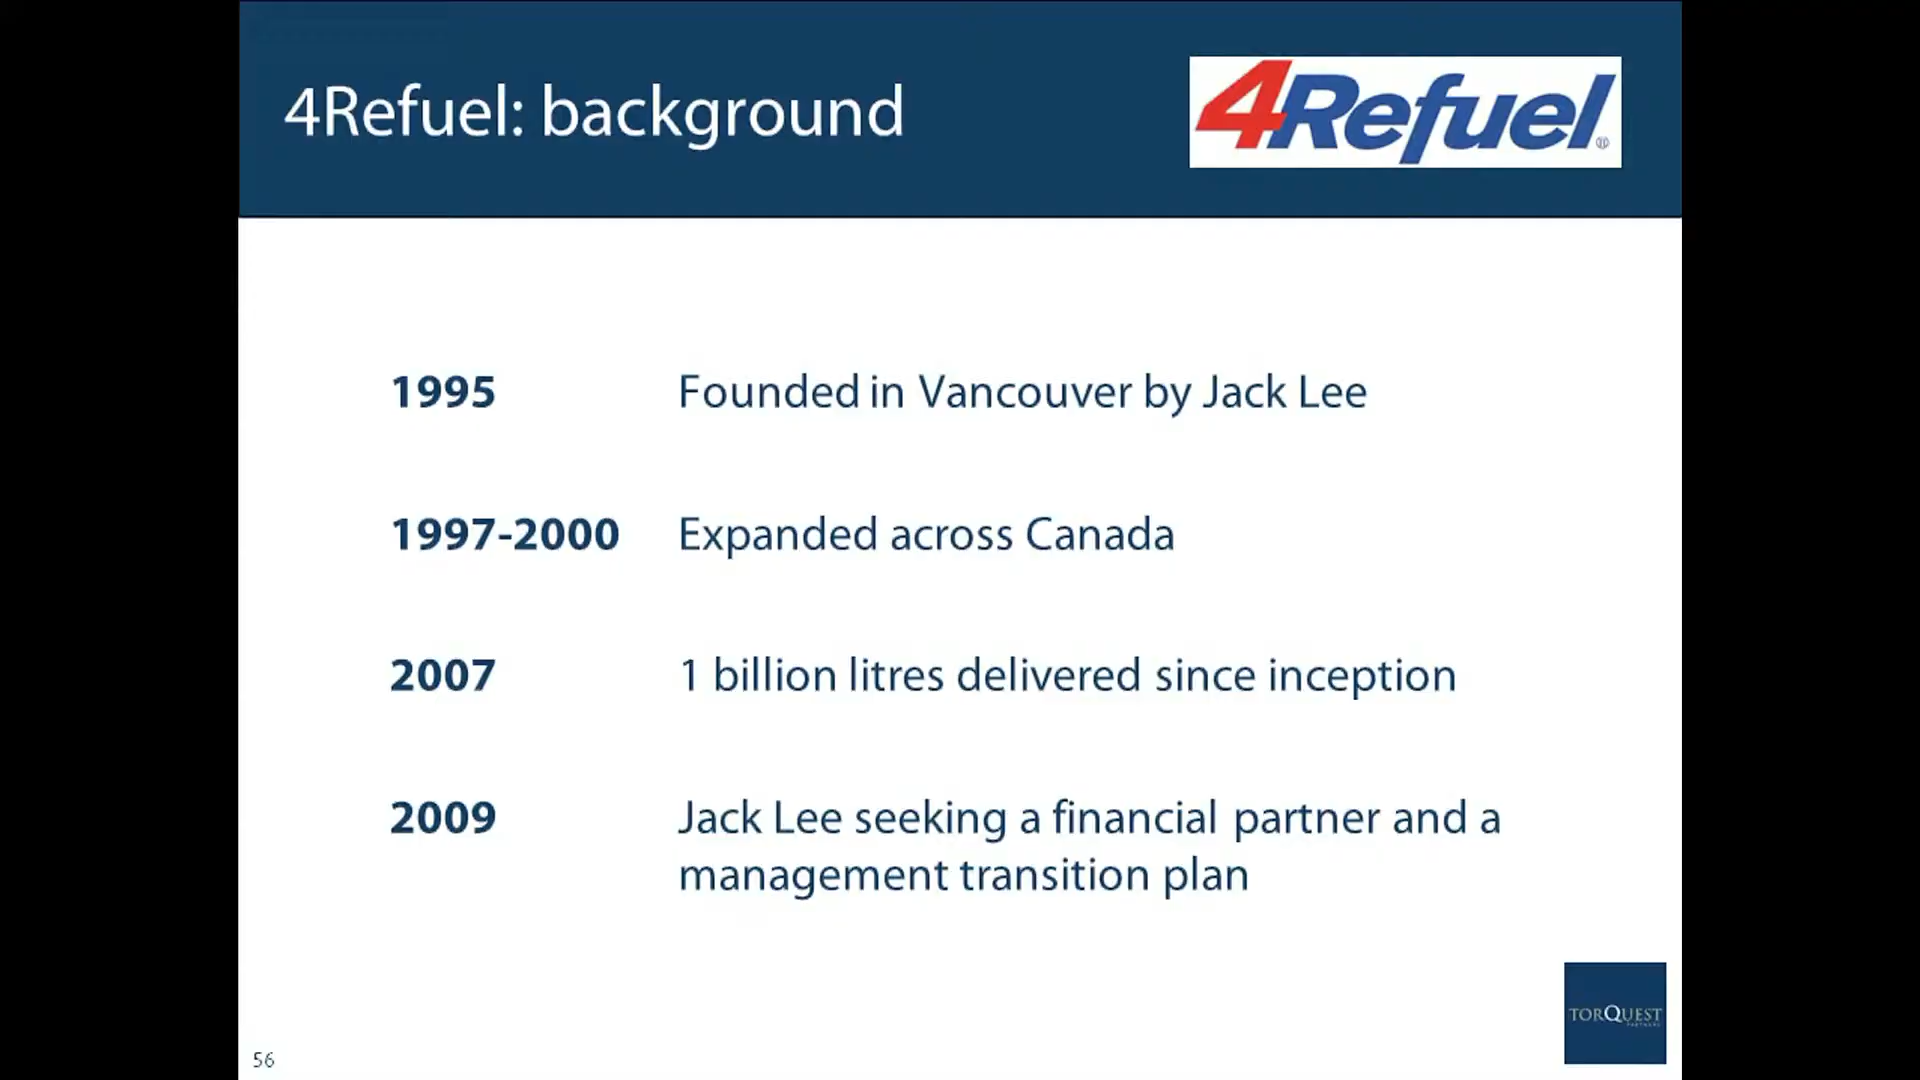 4Refuel: background
4Refuel®
1995 Founded in Vancouver by Jack Lee
1997-2000 Expanded across Canada
2007 1 billion litres delivered since inception
2009 Jack Lee seeking a financial partner and a
management transition plan
TORQUEST
PARTNERS
56